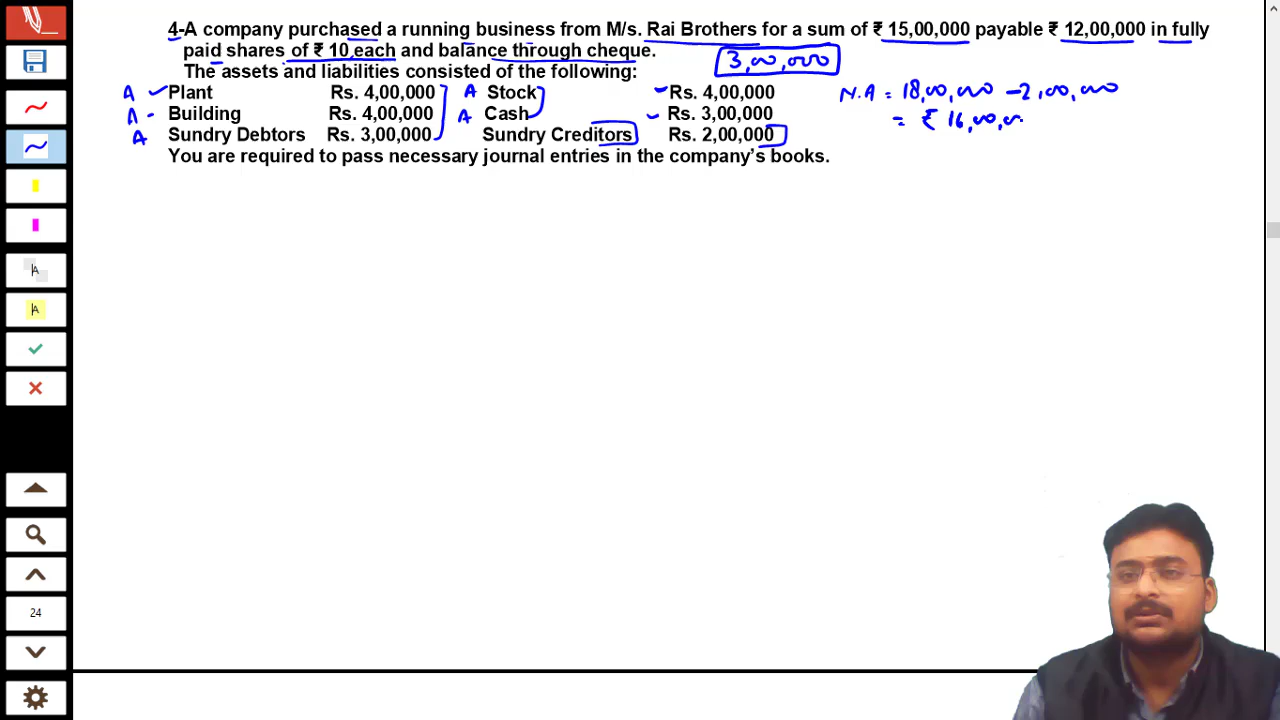 4-A company purchased a running business from M/s. Rai Brothers for a sum of ₹ 15,00,000 payable ₹ 12,00,000 in fully
paid shares of ₹ 10 each and balance through cheque.
3,00,000
The assets and liabilities consisted of the following:
A Plant Rs. 4,00,000 A Stock Rs. 4,00,000 N.A = 18,00,000 - 2,00,000
A Building Rs. 4,00,000 A Cash Rs. 3,00,000 = ₹ 16,00,00
A Sundry Debtors Rs. 3,00,000 Sundry Creditors Rs. 2,00,000
You are required to pass necessary journal entries in the company's books.
A
A
24